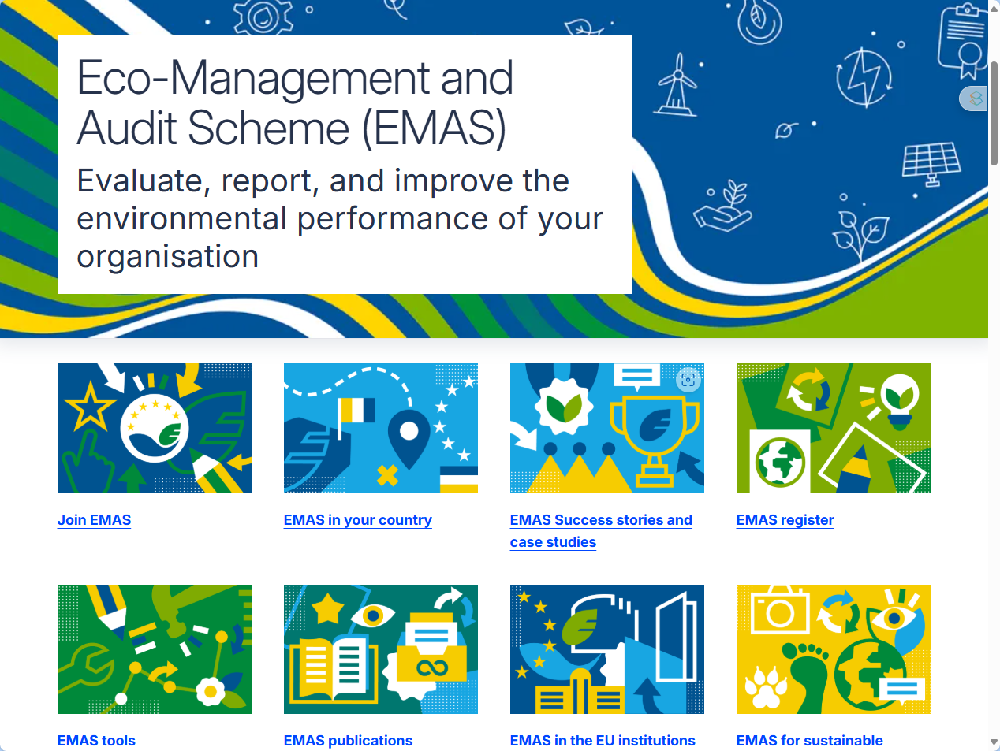 Eco-Management and
Audit Scheme (EMAS)
Evaluate, report, and improve the
environmental performance of your
organisation
Join EMAS
EMAS in your country
EMAS Success stories and
case studies
EMAS register
EMAS tools
EMAS publications
EMAS in the EU institutions
EMAS for sustainable